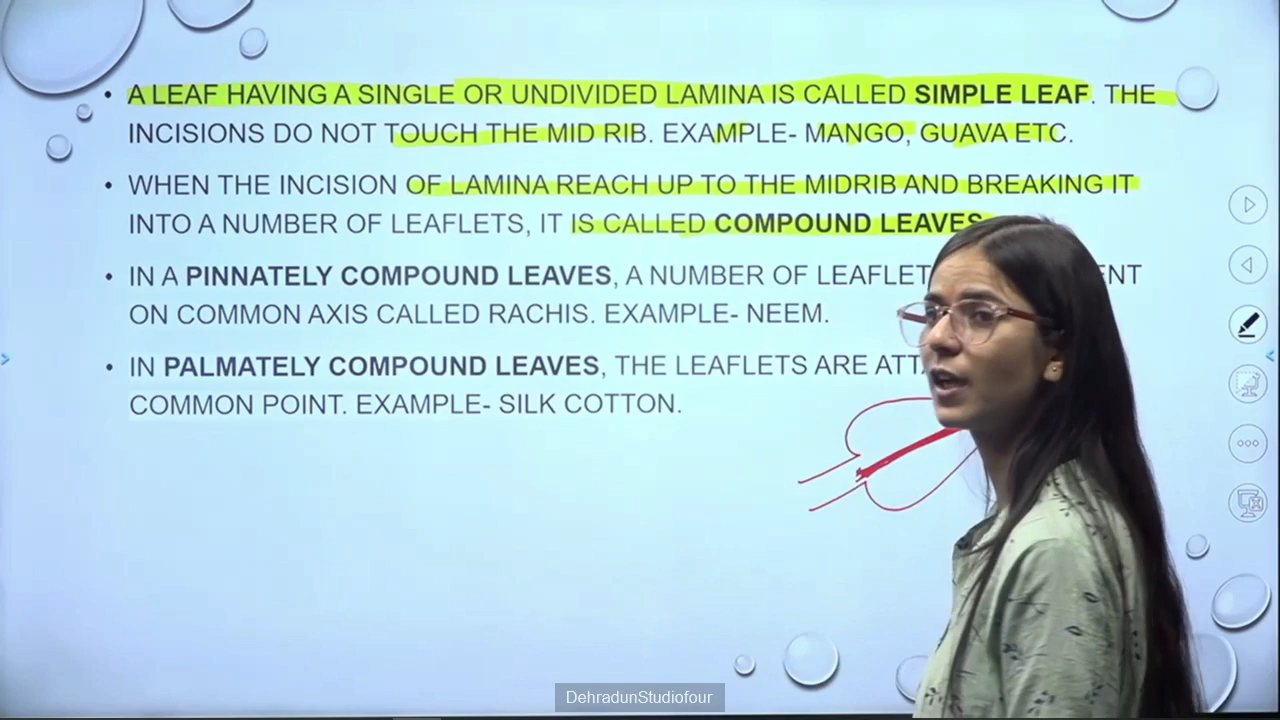 • A LEAF HAVING A SINGLE OR UNDIVIDED LAMINA IS CALLED SIMPLE LEAF. THE
INCISIONS DO NOT TOUCH THE MID RIB. EXAMPLE- MANGO, GUAVA ETC.
• WHEN THE INCISION OF LAMINA REACH UP TO THE MIDRIB AND BREAKING IT
INTO A NUMBER OF LEAFLETS, IT IS CALLED COMPOUND LEAVES
• IN A PINNATELY COMPOUND LEAVES, A NUMBER OF
ON COMMON AXIS CALLED RACHIS. EXAMPLE- NEEM.
• IN PALMATELY COMPOUND LEAVES, THE LEAFLETS ARE
COMMON POINT. EXAMPLE- SILK COTTON.
DehradunStudiofour